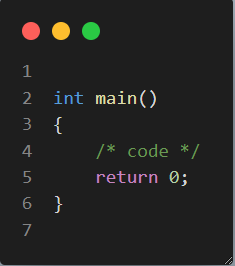 1
2 int main()
3 {
4     /* code */
5     return 0;
6 }
7